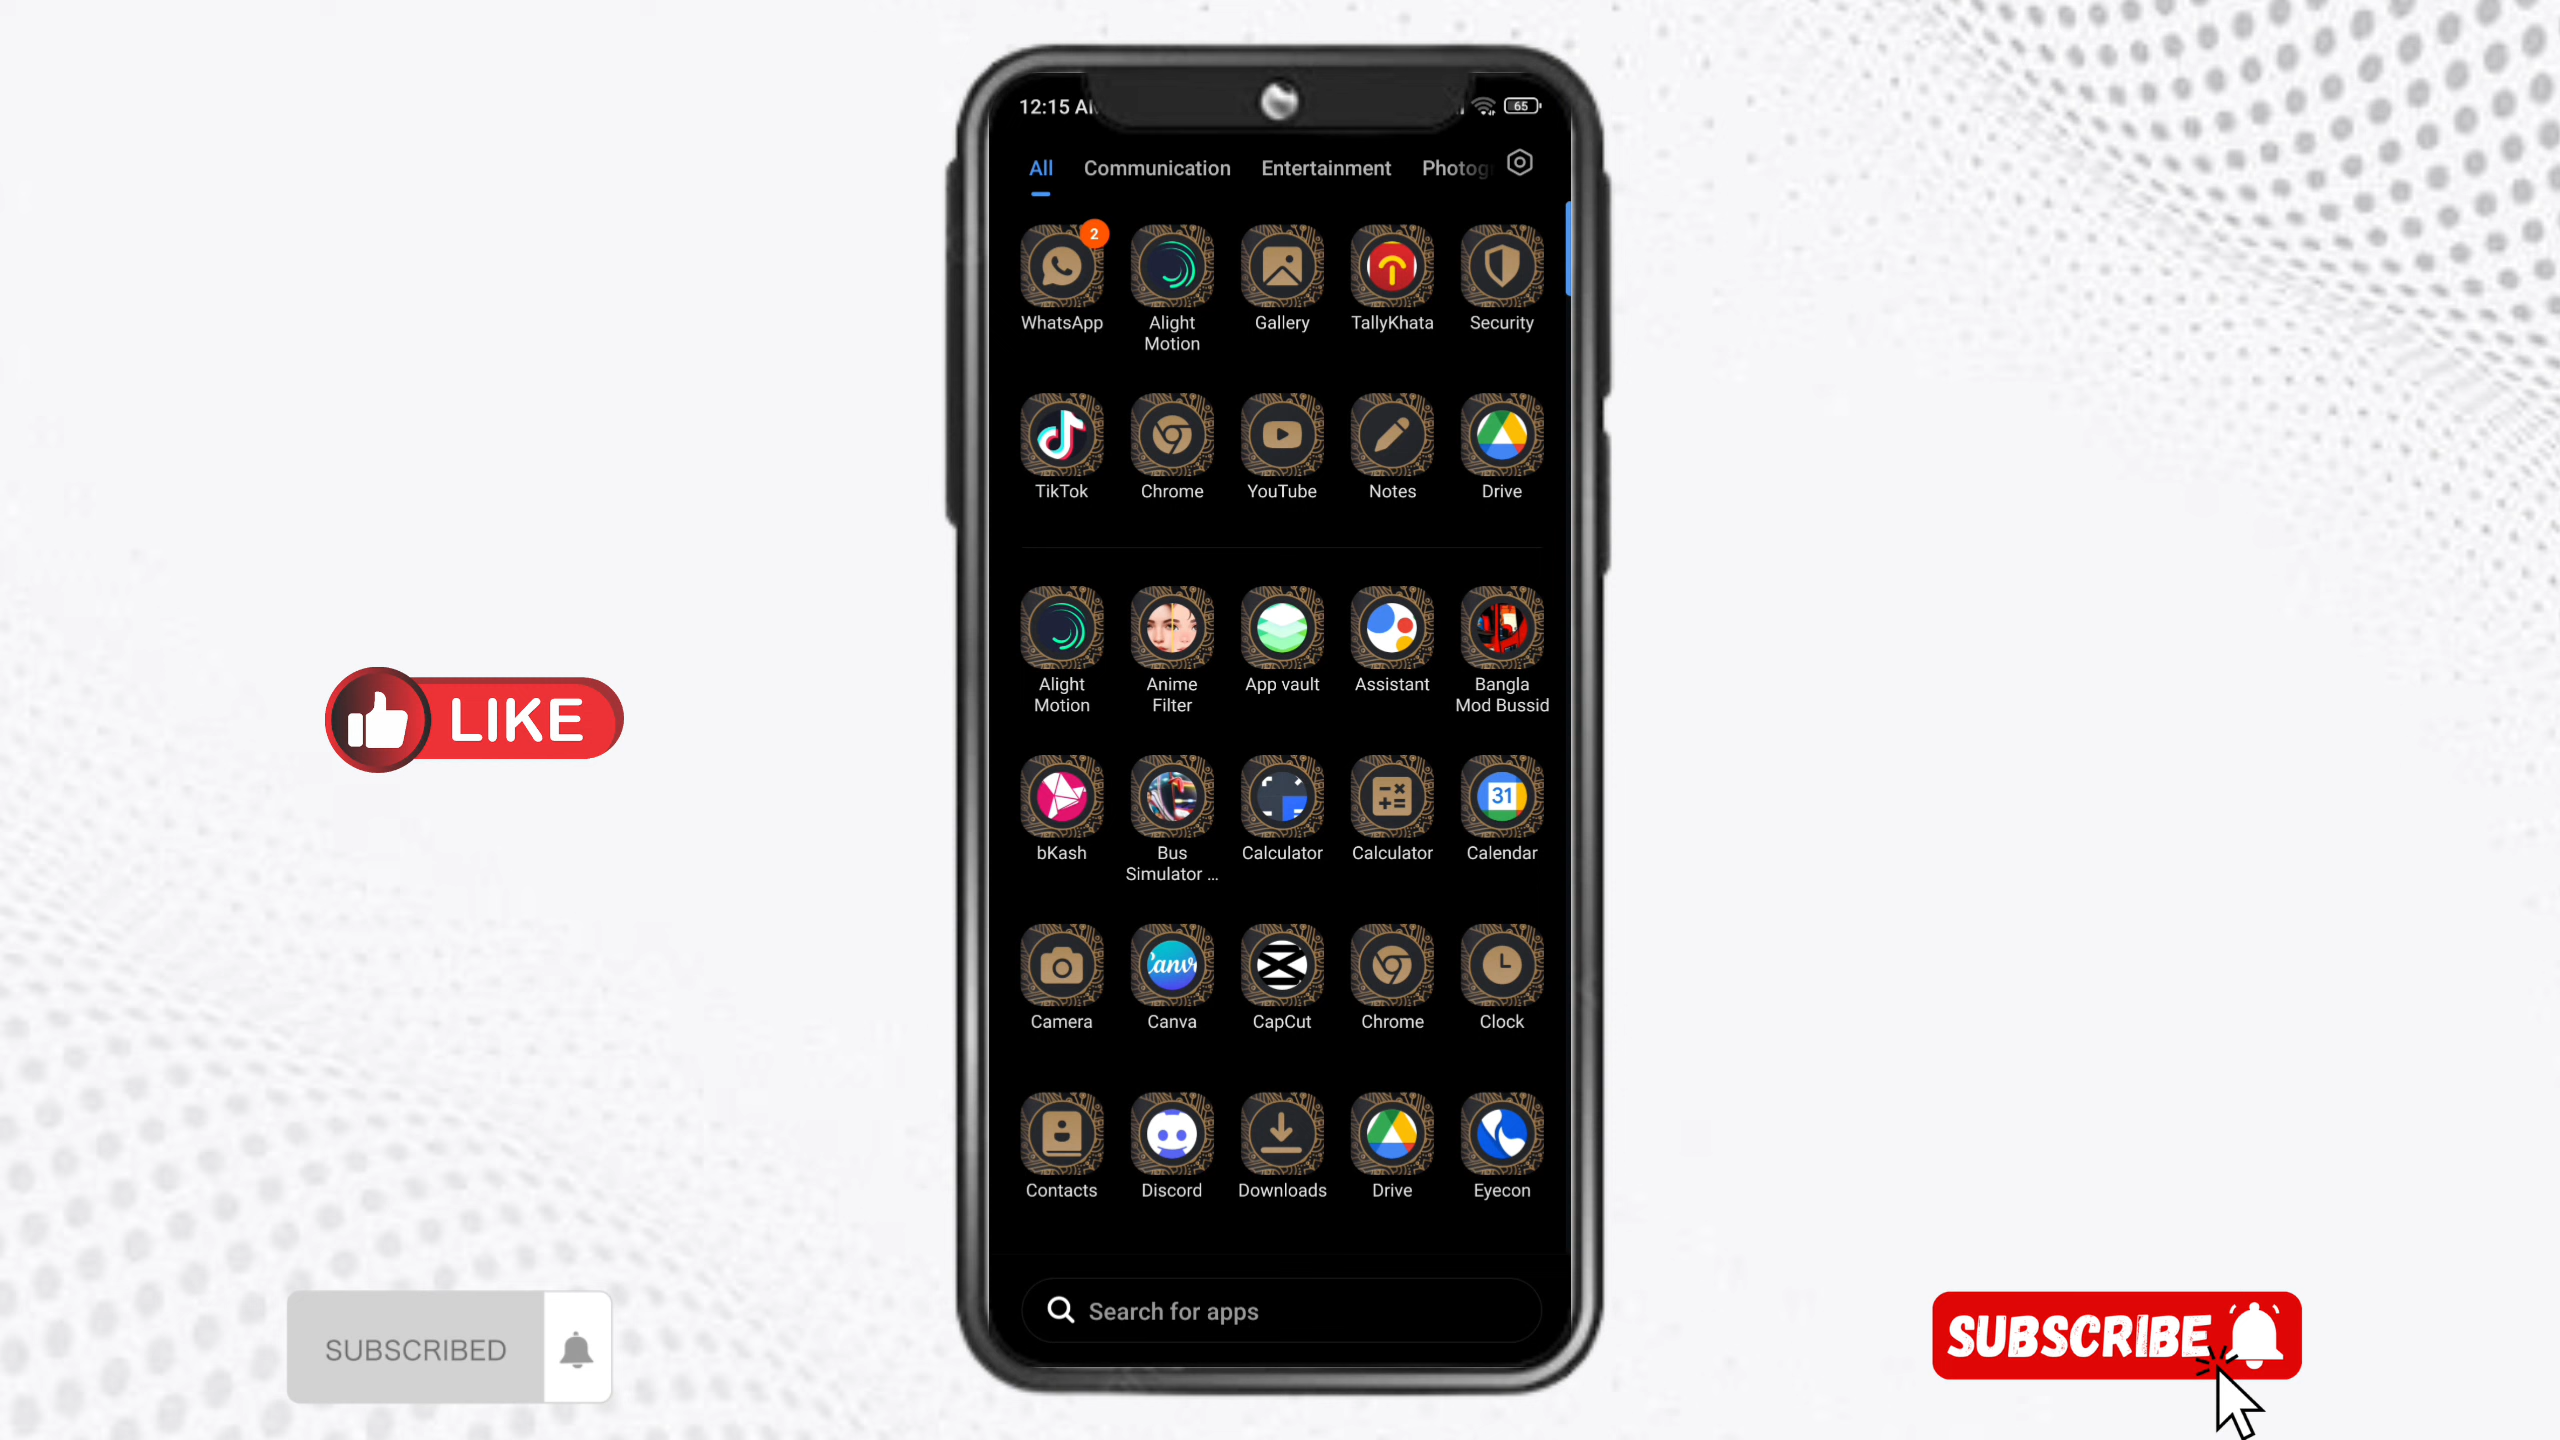 12:15 A
65
All Communication Entertainment Photog
2
WhatsApp Alight Gallery TallyKhata Security
Motion
TikTok Chrome YouTube Notes Drive
Alight Anime App vault Assistant Bangla
Motion Filter Mod Bussid
LIKE
31
bKash Bus Calculator Calculator Calendar
Simulator ...
Canv
Camera Canva CapCut Chrome Clock
Contacts Discord Downloads Drive Eyecon
Search for apps
SUBSCRIBED
SUBSCRIBE